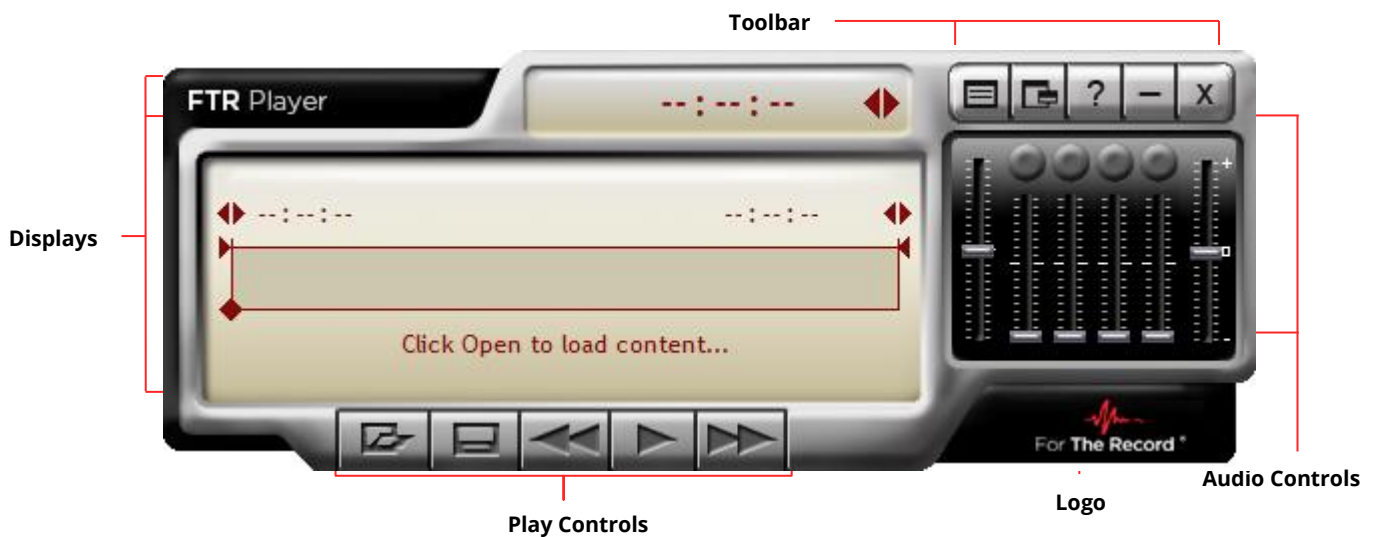 Toolbar
FTR Player
--:--:--
? – X
--:--:-- --:--:--
+
Displays
Click Open to load content...
-
For The Record®
Audio Controls
Logo
Play Controls